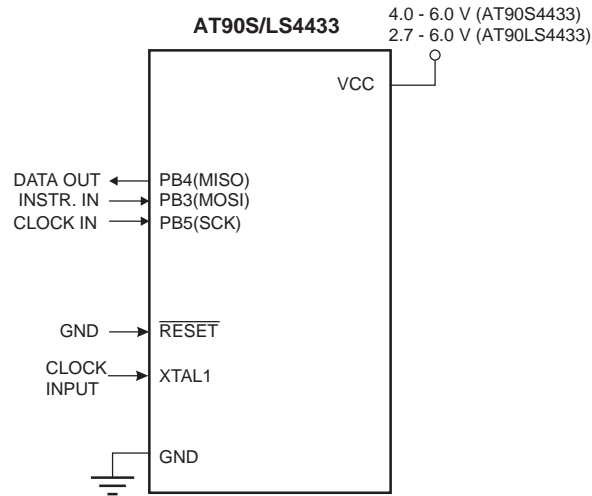 AT90S/LS4433
4.0 - 6.0 V (AT90S4433)
2.7 - 6.0 V (AT90LS4433)
VCC
DATA OUT PB4(MISO)
INSTR. IN PB3(MOSI)
CLOCK IN PB5(SCK)
GND RESET
CLOCK
INPUT XTAL1
GND